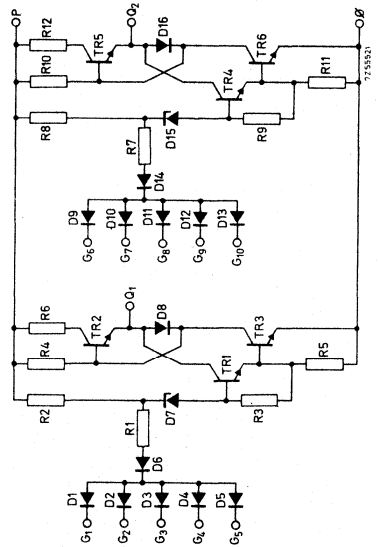 P
R12
Q2
D16
R10
TR5
TR6
Ø
R8
D15
TR4
R9
R11
7Z55521
R7
D14
D9
D10
D11
D12
D13
G6
G7
G8
G9
G10
R6
Q1
D8
R4
TR2
TR3
R2
D7
TR1
R3
R5
R1
D6
D1
D2
D3
D4
D5
G1
G2
G3
G4
G5